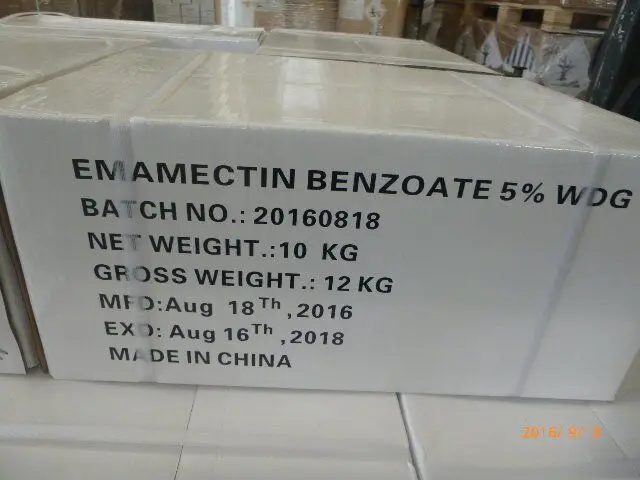 EMAMECTIN BENZOATE 5% WDG
BATCH NO.: 20160818
NET WEIGHT.:10 KG
GROSS WEIGHT.: 12 KG
MFD:Aug 18Th,2016
EXD: Aug 16Th,2018
MADE IN CHINA